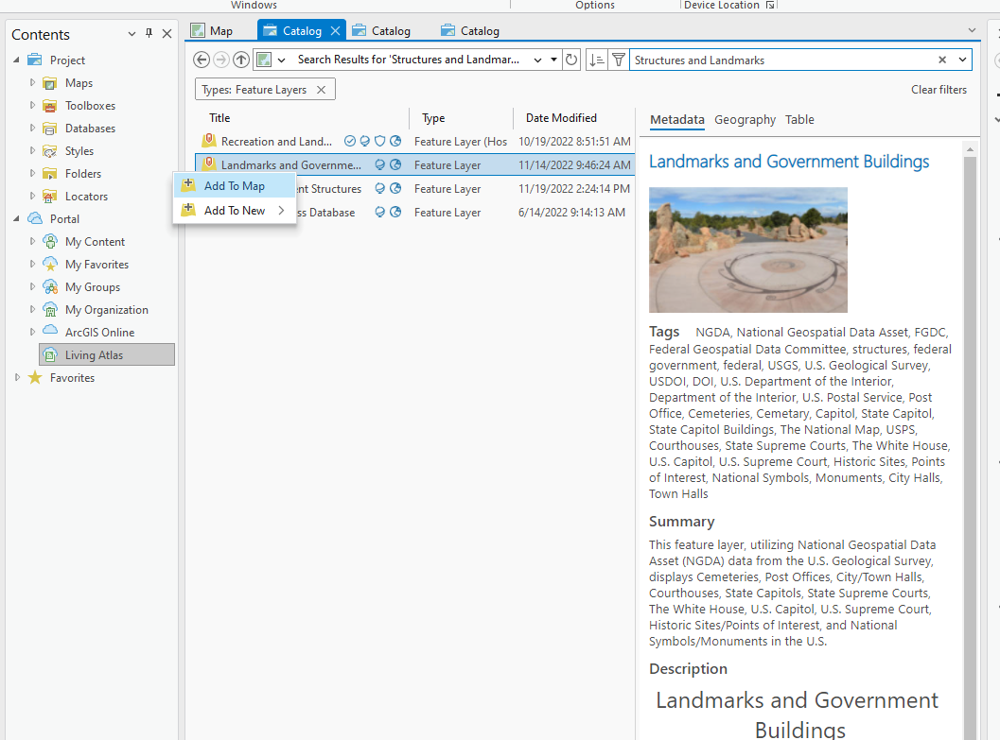 Windows
Options
Device Location
Contents
Project
Maps
Toolboxes
Databases
Styles
Folders
Locators
Portal
My Content
My Favorites
My Groups
My Organization
ArcGIS Online
Living Atlas
Favorites
Map
Catalog
Catalog
Catalog
Search Results for 'Structures and Landmar...
Structures and Landmarks
Types: Feature Layers
Clear filters
Title Type Date Modified
Recreation and Land... Feature Layer (Hos 10/19/2022 8:51:51 AM
Landmarks and Governme... Feature Layer 11/14/2022 9:46:24 AM
nt Structures Feature Layer 11/19/2022 2:24:14 PM
ss Database Feature Layer 6/14/2022 9:14:13 AM
Add To Map
Add To New
Metadata Geography Table
Landmarks and Government Buildings
Tags NGDA, National Geospatial Data Asset, FGDC,
Federal Geospatial Data Committee, structures, federal
government, federal, USGS, U.S. Geological Survey,
USDOI, DOI, U.S. Department of the Interior,
Department of the Interior, U.S. Postal Service, Post
Office, Cemeteries, Cemetary, Capitol, State Capitol,
State Capitol Buildings, The National Map, USPS,
Courthouses, State Supreme Courts, The White House,
U.S. Capitol, U.S. Supreme Court, Historic Sites, Points
of Interest, National Symbols, Monuments, City Halls,
Town Halls
Summary
This feature layer, utilizing National Geospatial Data
Asset (NGDA) data from the U.S. Geological Survey,
displays Cemeteries, Post Offices, City/Town Halls,
Courthouses, State Capitols, State Supreme Courts,
The White House, U.S. Capitol, U.S. Supreme Court,
Historic Sites/Points of Interest, and National
Symbols/Monuments in the U.S.
Description
Landmarks and Government
Buildings